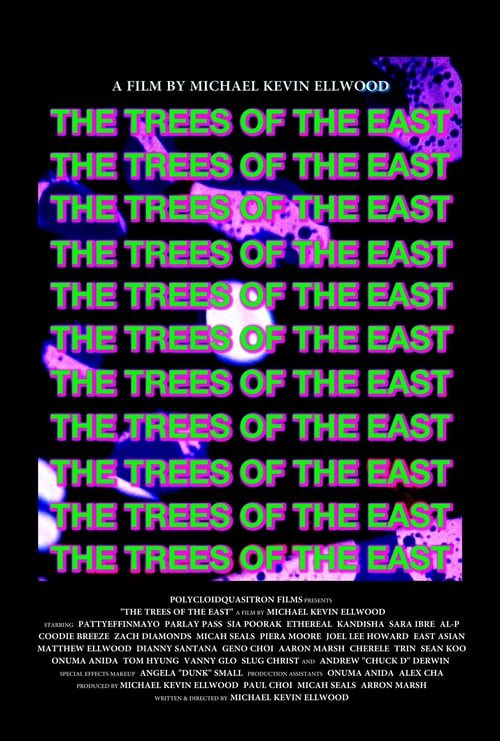 A FILM BY MICHAEL KEVIN ELLWOOD
THE TREES OF THE EAST
THE TREES OF THE EAST
THE TREES OF THE EAST
THE TREES OF THE EAST
THE TREES OF THE EAST
THE TREES OF THE EAST
THE TREES OF THE EAST
THE TREES OF THE EAST
THE TREES OF THE EAST
THE TREES OF THE EAST
THE TREES OF THE EAST
POLYCLOIDQUASITRON FILMS PRESENTS
"THE TREES OF THE EAST" A FILM BY MICHAEL KEVIN ELLWOOD
STARRING PATTYEFFINMAYO PARLAY PASS SIA POORAK ETHEREAL KANDISHA SARA IBRE AL-P
COODIE BREEZE ZACH DIAMONDS MICAH SEALS PIERA MOORE JOEL LEE HOWARD EAST ASIAN
MATTHEW ELLWOOD DIANNY SANTANA GENO CHOI AARON MARSH CHERELE TRIN SEAN KOO
ONUMA ANIDA TOM HYUNG VANNY GLO SLUG CHRIST AND ANDREW "CHUCK D" DERWIN
SPECIAL EFFECTS MAKEUP ANGELA "DUNK" SMALL PRODUCTION ASSISTANTS ONUMA ANIDA ALEX CHA
PRODUCED BY MICHAEL KEVIN ELLWOOD PAUL CHOI MICAH SEALS ARRON MARSH
WRITTEN & DIRECTED BY MICHAEL KEVIN ELLWOOD